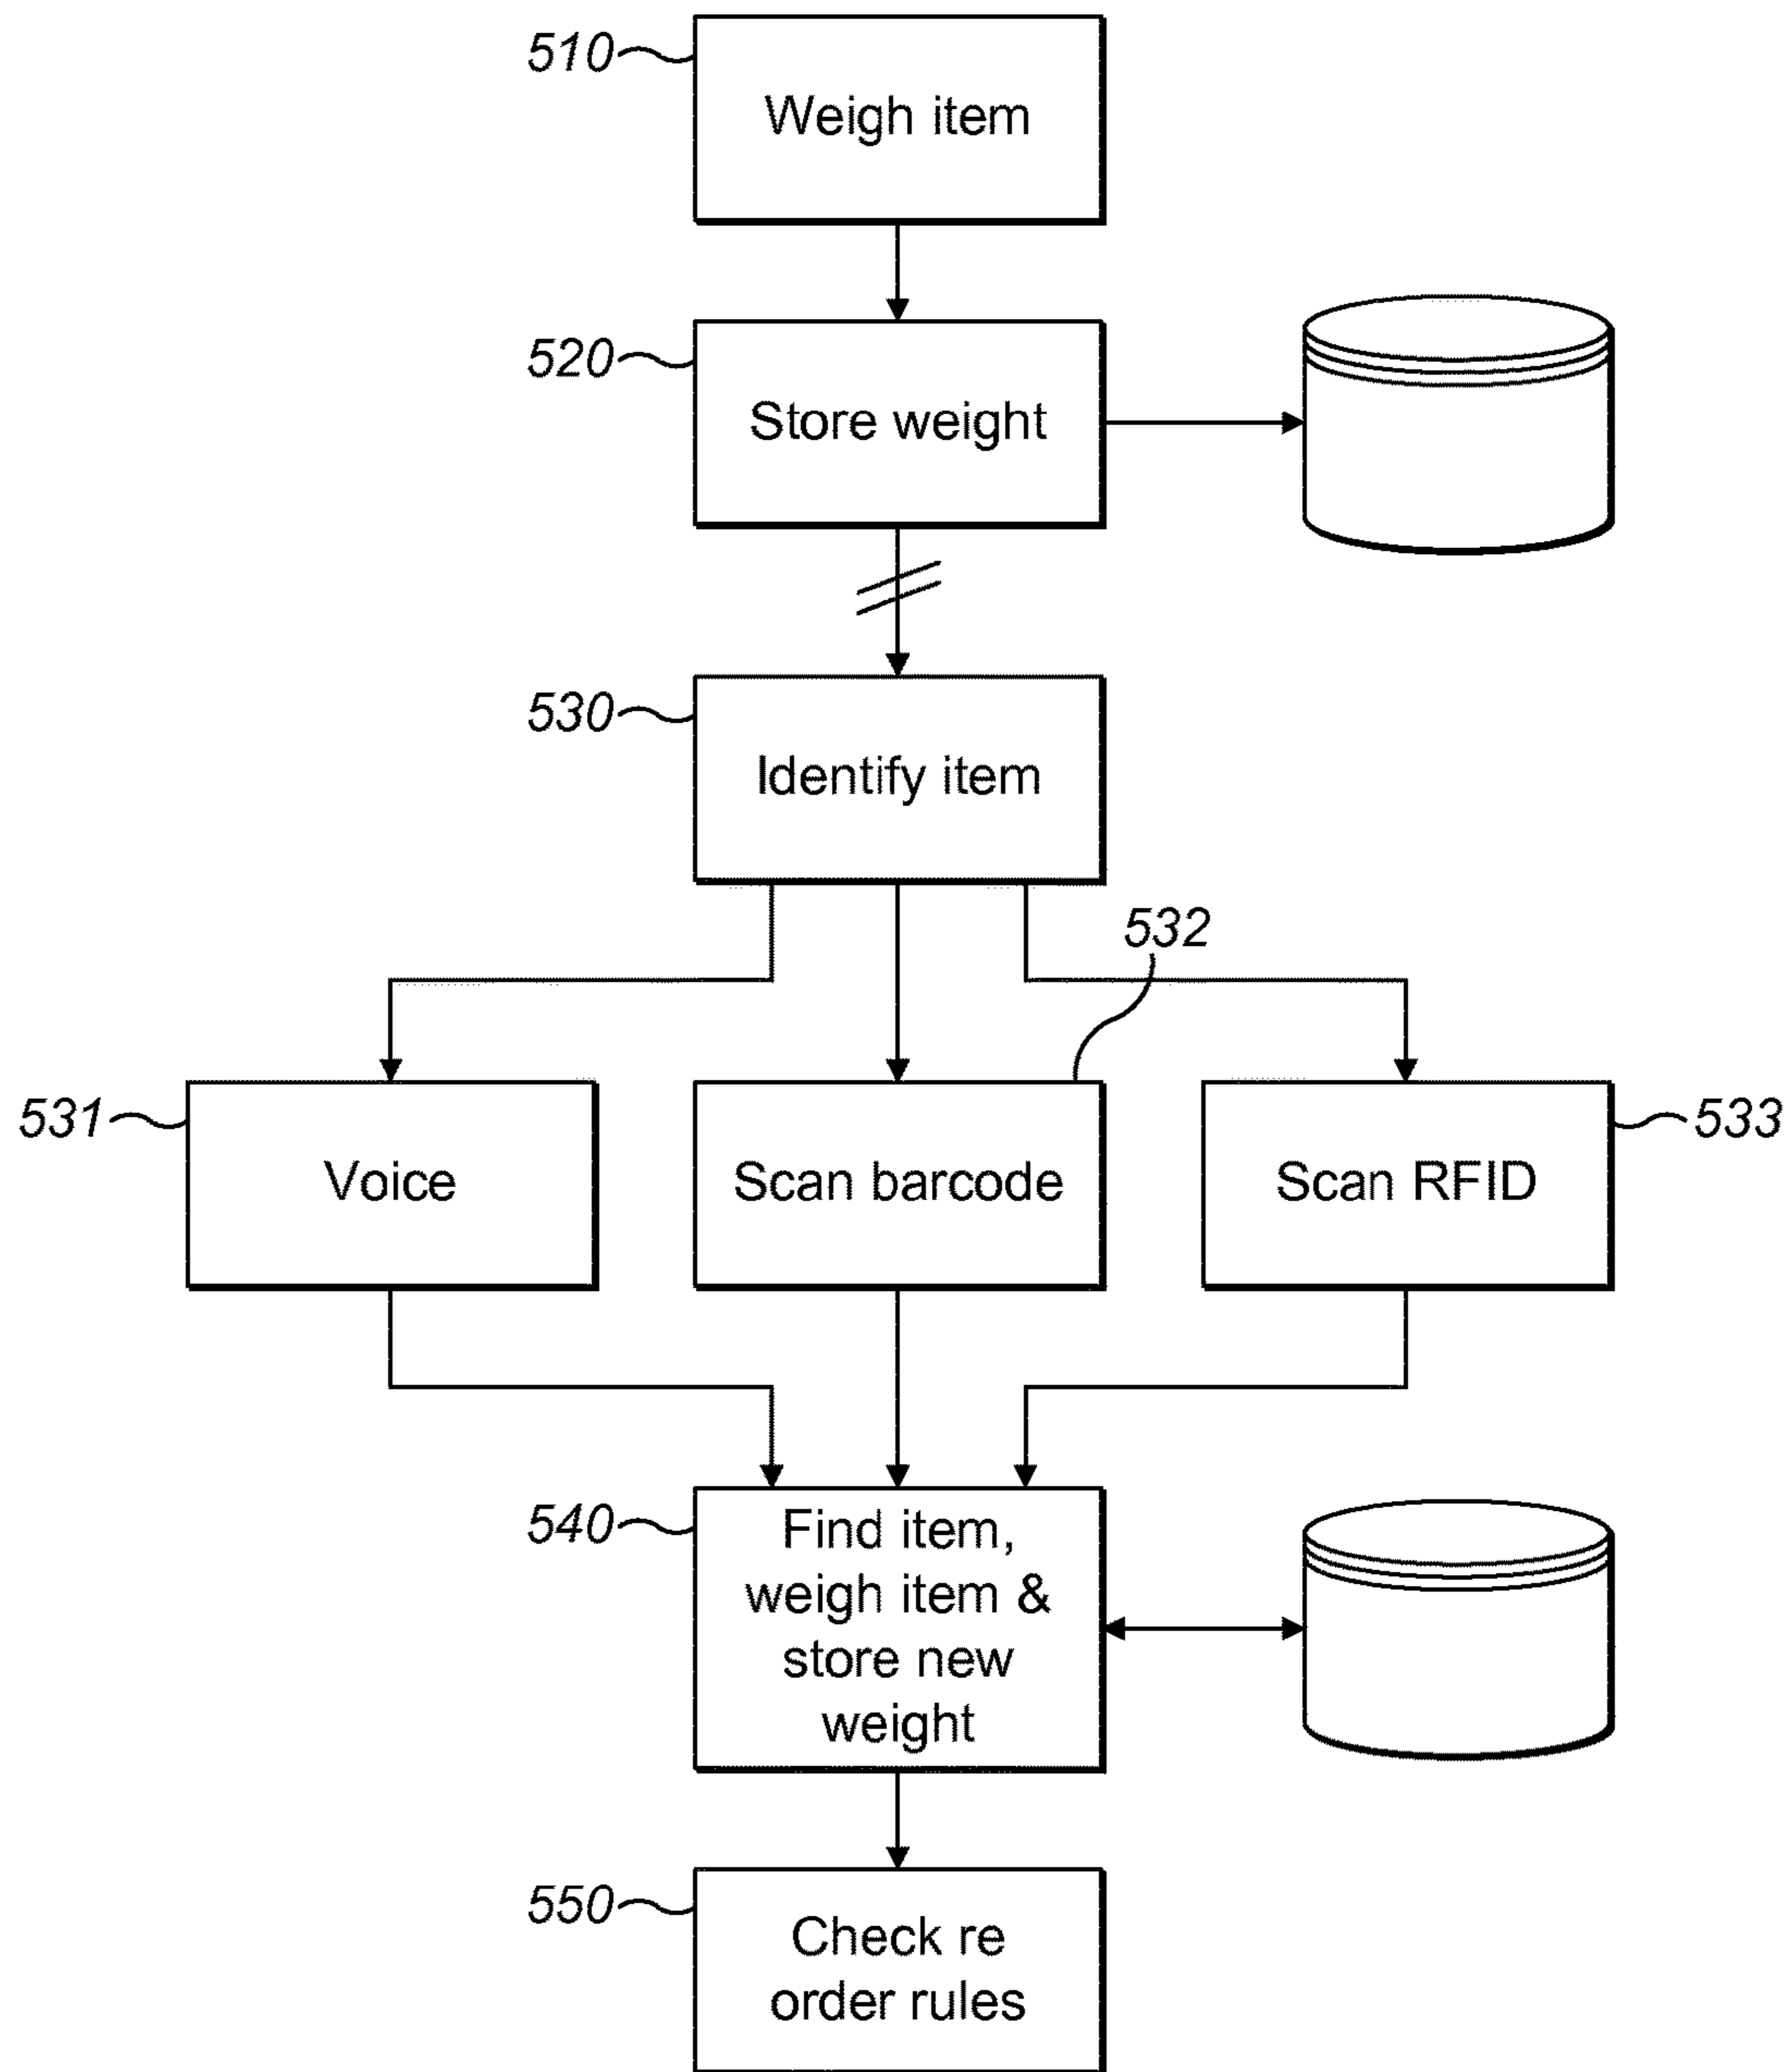 510
Weigh item
520
Store weight
530
Identify item
532
531
Voice
Scan barcode
Scan RFID
533
540
Find item,
weigh item &
store new
weight
550
Check re
order rules